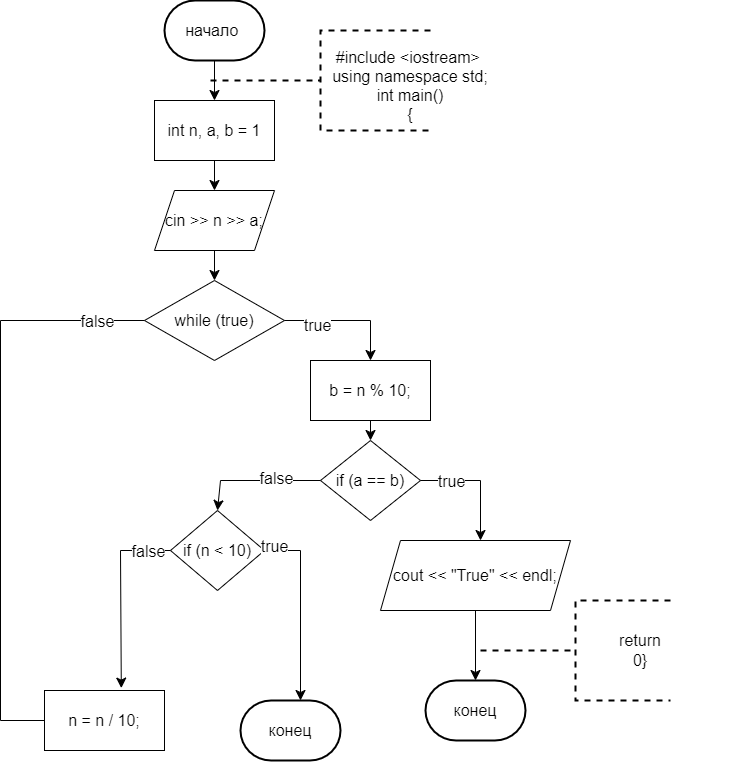 начало
#include <iostream>
using namespace std;
int main()
{
int n, a, b = 1
cin >> n >> a;
false
while (true)
true
b = n % 10;
false
if (a == b)
true
false
if (n < 10)
true
cout << "True" << endl;
return
0}
n = n / 10;
конец
конец